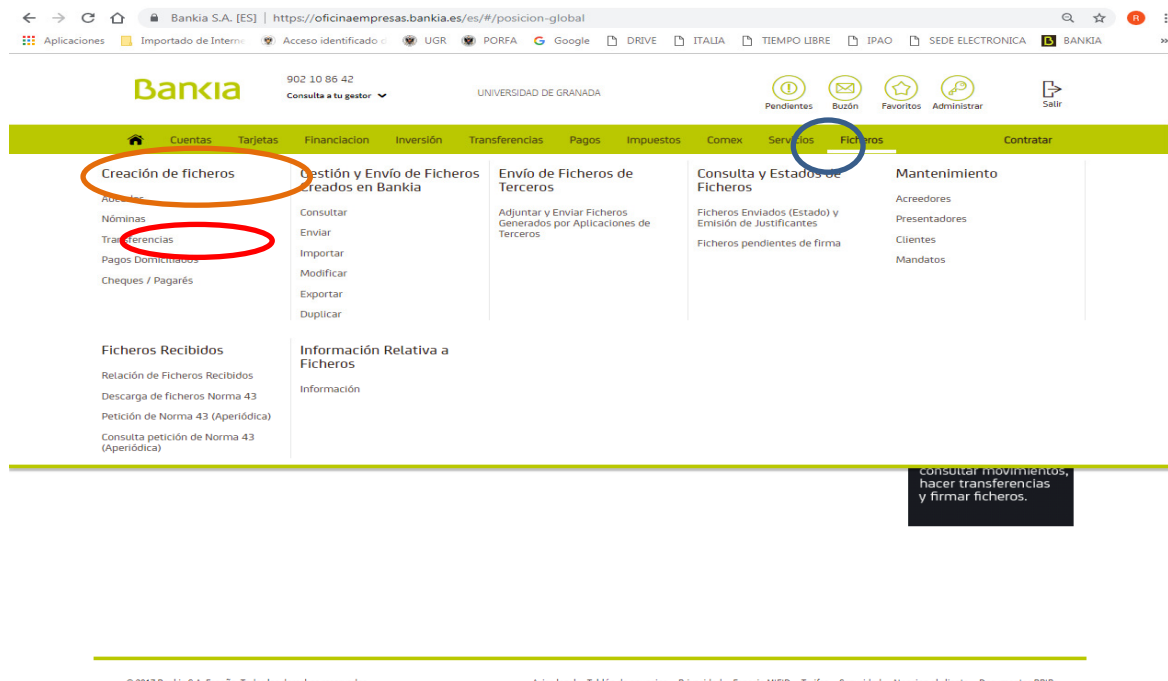 Bankia S.A. [ES] | https://oficinaempresas.bankia.es/es/#/posicion-global
R
Aplicaciones Importado de Intern Acceso identificado d UGR PORFA Google DRIVE ITALIA TIEMPO LIBRE IPAO SEDE ELECTRONICA BANKIA »
Bankia
902 10 86 42
Consulta a tu gestor
UNIVERSIDAD DE GRANADA
Pendientes Buzón Favoritos Administrar Salir
Cuentas Tarjetas Financiacion Inversión Transferencias Pagos Impuestos Comex Servicios Ficheros Contratar
Creación de ficheros
Nóminas
Transferencias
Pagos Domiciliados
Cheques / Pagarés
Gestión y Envío de Ficheros
Creados en Bankia
Consultar
Enviar
Importar
Modificar
Exportar
Duplicar
Envío de Ficheros de
Terceros
Adjuntar y Enviar Ficheros
Generados por Aplicaciones de
Terceros
Consulta y Estados de
Ficheros
Ficheros Enviados (Estado) y
Emisión de Justificantes
Ficheros pendientes de firma
Mantenimiento
Acreedores
Presentadores
Clientes
Mandatos
Ficheros Recibidos
Relación de Ficheros Recibidos
Descarga de ficheros Norma 43
Petición de Norma 43 (Aperiódica)
Consulta petición de Norma 43
(Aperiódica)
Información Relativa a
Ficheros
Información
consultar movimientos,
hacer transferencias
y firmar ficheros.